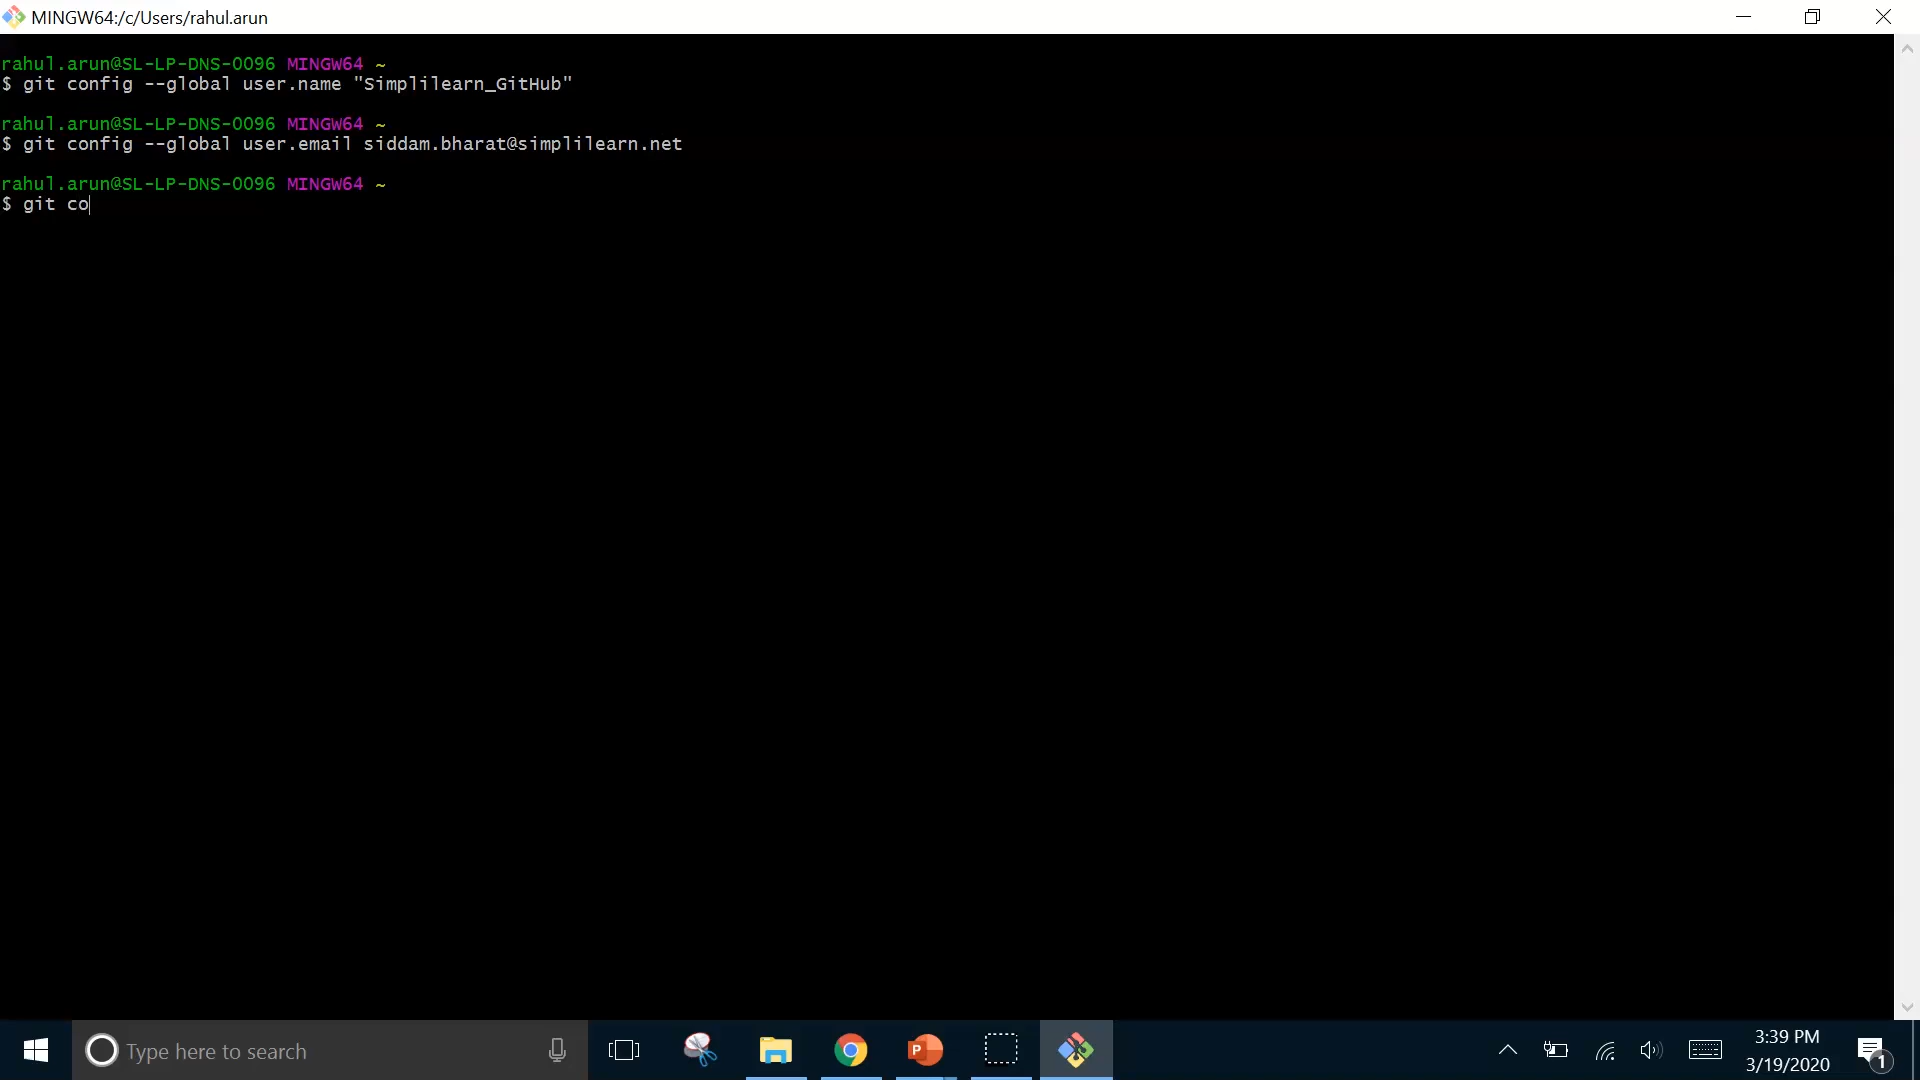 MINGW64:/c/Users/rahul.arun
rahul.arun@SL-LP-DNS-0096 MINGW64 ~
$ git config --global user.name "Simplilearn_GitHub"
rahul.arun@SL-LP-DNS-0096 MINGW64 ~
$ git config --global user.email siddam.bharat@simplilearn.net
rahul.arun@SL-LP-DNS-0096 MINGW64 ~
$ git co
Type here to search
P
3:39 PM
3/19/2020
1